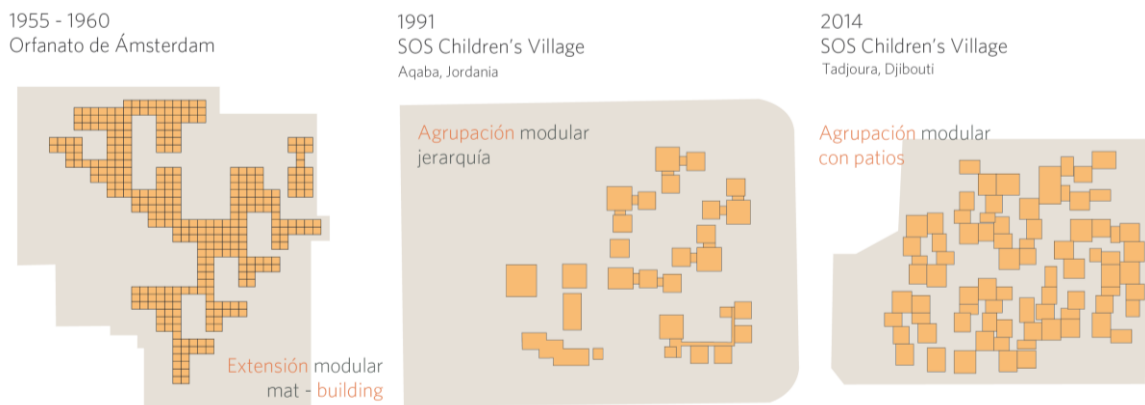 1955 - 1960
Orfanato de Ámsterdam
Extensión modular
mat - building
1991
SOS Children's Village
Aqaba, Jordania
Agrupación modular
jerarquía
2014
SOS Children's Village
Tadjoura, Djibouti
Agrupación modular
con patios